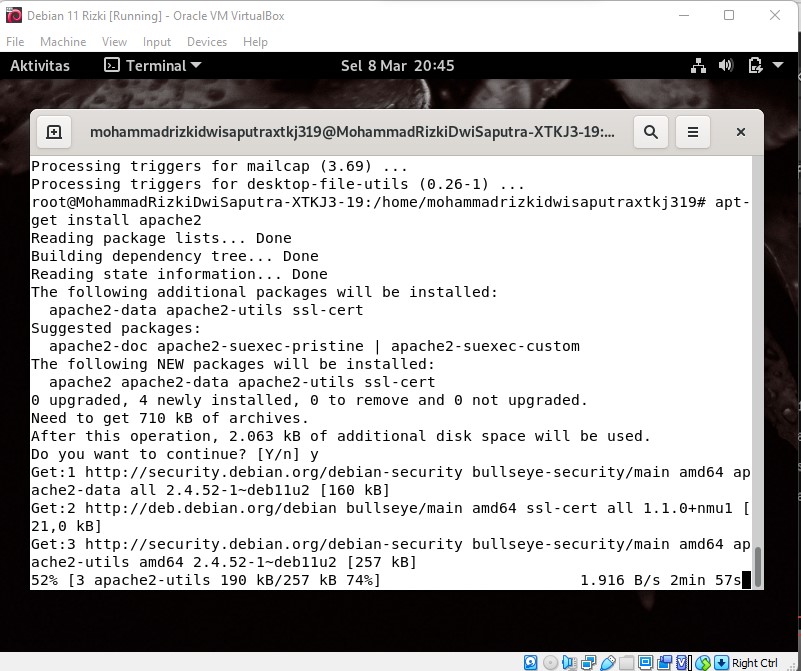 Debian 11 Rizki [Running] - Oracle VM VirtualBox
File Machine View Input Devices Help
Aktivitas Terminal Sel 8 Mar 20:45
mohammadrizkidwisaputraxtkj319@MohammadRizkiDwiSaputra-XTKJ3-19:...
Processing triggers for mailcap (3.69) ...
Processing triggers for desktop-file-utils (0.26-1) ...
root@MohammadRizkiDwiSaputra-XTKJ3-19:/home/mohammadrizkidwisaputraxtkj319# apt-
get install apache2
Reading package lists... Done
Building dependency tree... Done
Reading state information... Done
The following additional packages will be installed:
  apache2-data apache2-utils ssl-cert
Suggested packages:
  apache2-doc apache2-suexec-pristine | apache2-suexec-custom
The following NEW packages will be installed:
  apache2 apache2-data apache2-utils ssl-cert
0 upgraded, 4 newly installed, 0 to remove and 0 not upgraded.
Need to get 710 kB of archives.
After this operation, 2.063 kB of additional disk space will be used.
Do you want to continue? [Y/n] y
Get:1 http://security.debian.org/debian-security bullseye-security/main amd64 ap
ache2-data all 2.4.52-1~deb11u2 [160 kB]
Get:2 http://deb.debian.org/debian bullseye/main amd64 ssl-cert all 1.1.0+nmu1 [
21,0 kB]
Get:3 http://security.debian.org/debian-security bullseye-security/main amd64 ap
ache2-utils amd64 2.4.52-1~deb11u2 [257 kB]
52% [3 apache2-utils 190 kB/257 kB 74%] 1.916 B/s 2min 57s
Right Ctrl